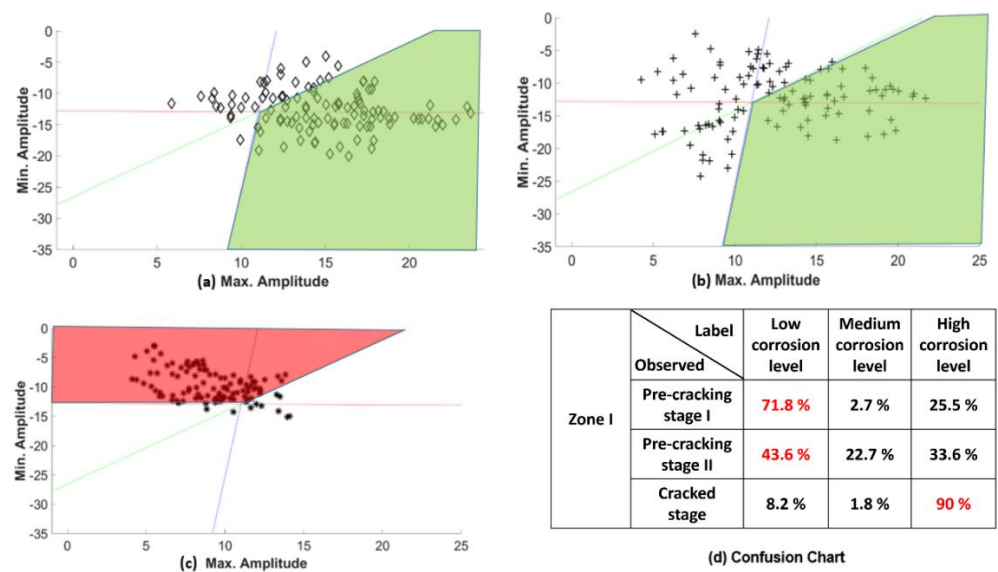 0
-5
-10
-15
-20
-25
-30
-35
Min. Amplitude
0 5 10 15 20
(a) Max. Amplitude
0
-5
-10
-15
-20
-25
-30
-35
Min. Amplitude
0 5 10 15 20 25
(b) Max. Amplitude
0
-5
-10
-15
-20
-25
-30
-35
Min. Amplitude
0 5 10 15 20 25
(c) Max. Amplitude
Label
Observed
Low
corrosion
level
Medium
corrosion
level
High
corrosion
level
Zone I
Pre-cracking
stage I
71.8 % 2.7 % 25.5 %
Pre-cracking
stage II
43.6 % 22.7 % 33.6 %
Cracked
stage
8.2 % 1.8 % 90 %
(d) Confusion Chart